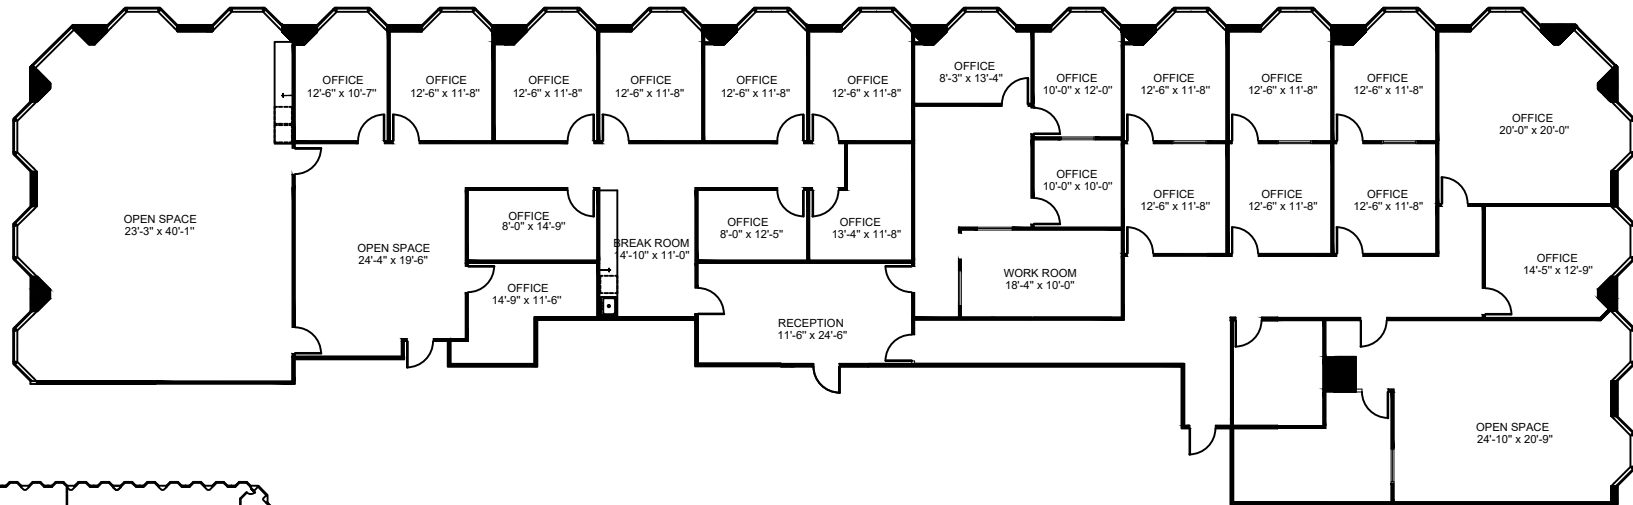 OFFICE
12'-6" x 10'-7"
OFFICE
12'-6" x 11'-8"
OFFICE
12'-6" x 11'-8"
OFFICE
12'-6" x 11'-8"
OFFICE
12'-6" x 11'-8"
OFFICE
12'-6" x 11'-8"
OFFICE
8'-3" x 13'-4"
OFFICE
10'-0" x 12'-0"
OFFICE
12'-6" x 11'-8"
OFFICE
12'-6" x 11'-8"
OFFICE
12'-6" x 11'-8"
OFFICE
20'-0" x 20'-0"
OPEN SPACE
23'-3" x 40'-1"
OPEN SPACE
24'-4" x 19'-6"
OFFICE
8'-0" x 14'-9"
OFFICE
14'-9" x 11'-6"
BREAK ROOM
14'-10" x 11'-0"
OFFICE
8'-0" x 12'-5"
OFFICE
13'-4" x 11'-8"
RECEPTION
11'-6" x 24'-6"
OFFICE
10'-0" x 10'-0"
WORK ROOM
18'-4" x 10'-0"
OFFICE
12'-6" x 11'-8"
OFFICE
12'-6" x 11'-8"
OFFICE
12'-6" x 11'-8"
OFFICE
14'-5" x 12'-9"
OPEN SPACE
24'-10" x 20'-9"